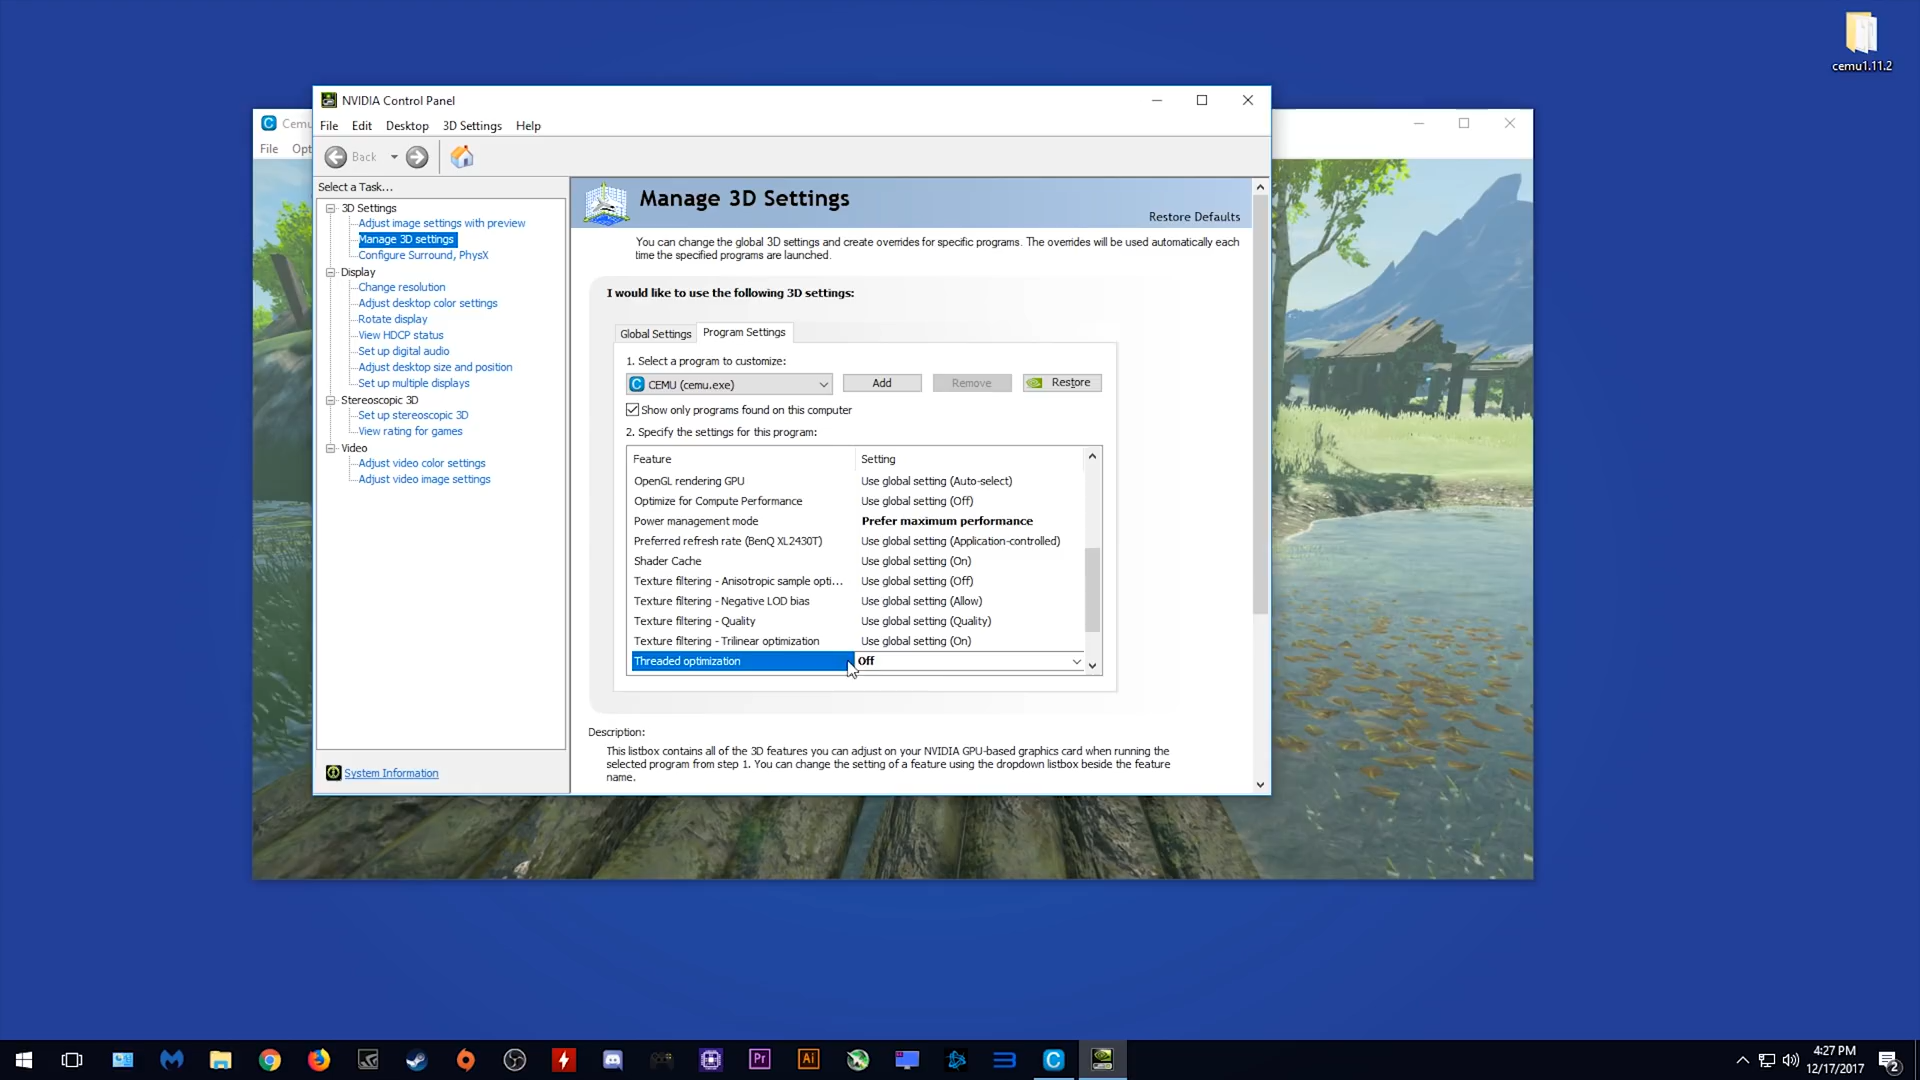 cemu1.11.2
NVIDIA Control Panel
File Edit Desktop 3D Settings Help
Cemu
File Opt
Back
Select a Task...
3D Settings
Adjust image settings with preview
Manage 3D settings
Configure Surround, PhysX
Display
Change resolution
Adjust desktop color settings
Rotate display
View HDCP status
Set up digital audio
Adjust desktop size and position
Set up multiple displays
Stereoscopic 3D
Set up stereoscopic 3D
View rating for games
Video
Adjust video color settings
Adjust video image settings
System Information
Manage 3D Settings
Restore Defaults
You can change the global 3D settings and create overrides for specific programs. The overrides will be used automatically each
time the specified programs are launched.
I would like to use the following 3D settings:
Global Settings Program Settings
1. Select a program to customize:
CEMU (cemu.exe) Add Remove Restore
Show only programs found on this computer
2. Specify the settings for this program:
Feature Setting
OpenGL rendering GPU Use global setting (Auto-select)
Optimize for Compute Performance Use global setting (Off)
Power management mode Prefer maximum performance
Preferred refresh rate (BenQ XL2430T) Use global setting (Application-controlled)
Shader Cache Use global setting (On)
Texture filtering - Anisotropic sample opti... Use global setting (Off)
Texture filtering - Negative LOD bias Use global setting (Allow)
Texture filtering - Quality Use global setting (Quality)
Texture filtering - Trilinear optimization Use global setting (On)
Threaded optimization Off
Description:
This listbox contains all of the 3D features you can adjust on your NVIDIA GPU-based graphics card when running the
selected program from step 1. You can change the setting of a feature using the dropdown listbox beside the feature
name.
Pr Ai
4:27 PM
12/17/2017
2